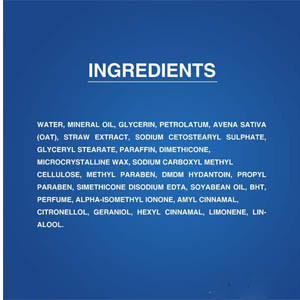 INGREDIENTS
WATER, MINERAL OIL, GLYCERIN, PETROLATUM, AVENA SATIVA
(OAT), STRAW EXTRACT, SODIUM CETOSTEARYL SULPHATE,
GLYCERYL STEARATE, PARAFFIN, DIMETHICONE,
MICROCRYSTALLINE WAX, SODIUM CARBOXYL METHYL
CELLULOSE, METHYL PARABEN, DMDM HYDANTOIN, PROPYL
PARABEN, SIMETHICONE DISODIUM EDTA, SOYABEAN OIL, BHT,
PERFUME, ALPHA-ISOMETHYL IONONE, AMYL CINNAMAL,
CITRONELLOL, GERANIOL, HEXYL CINNAMAL, LIMONENE, LIN-
ALOOL.